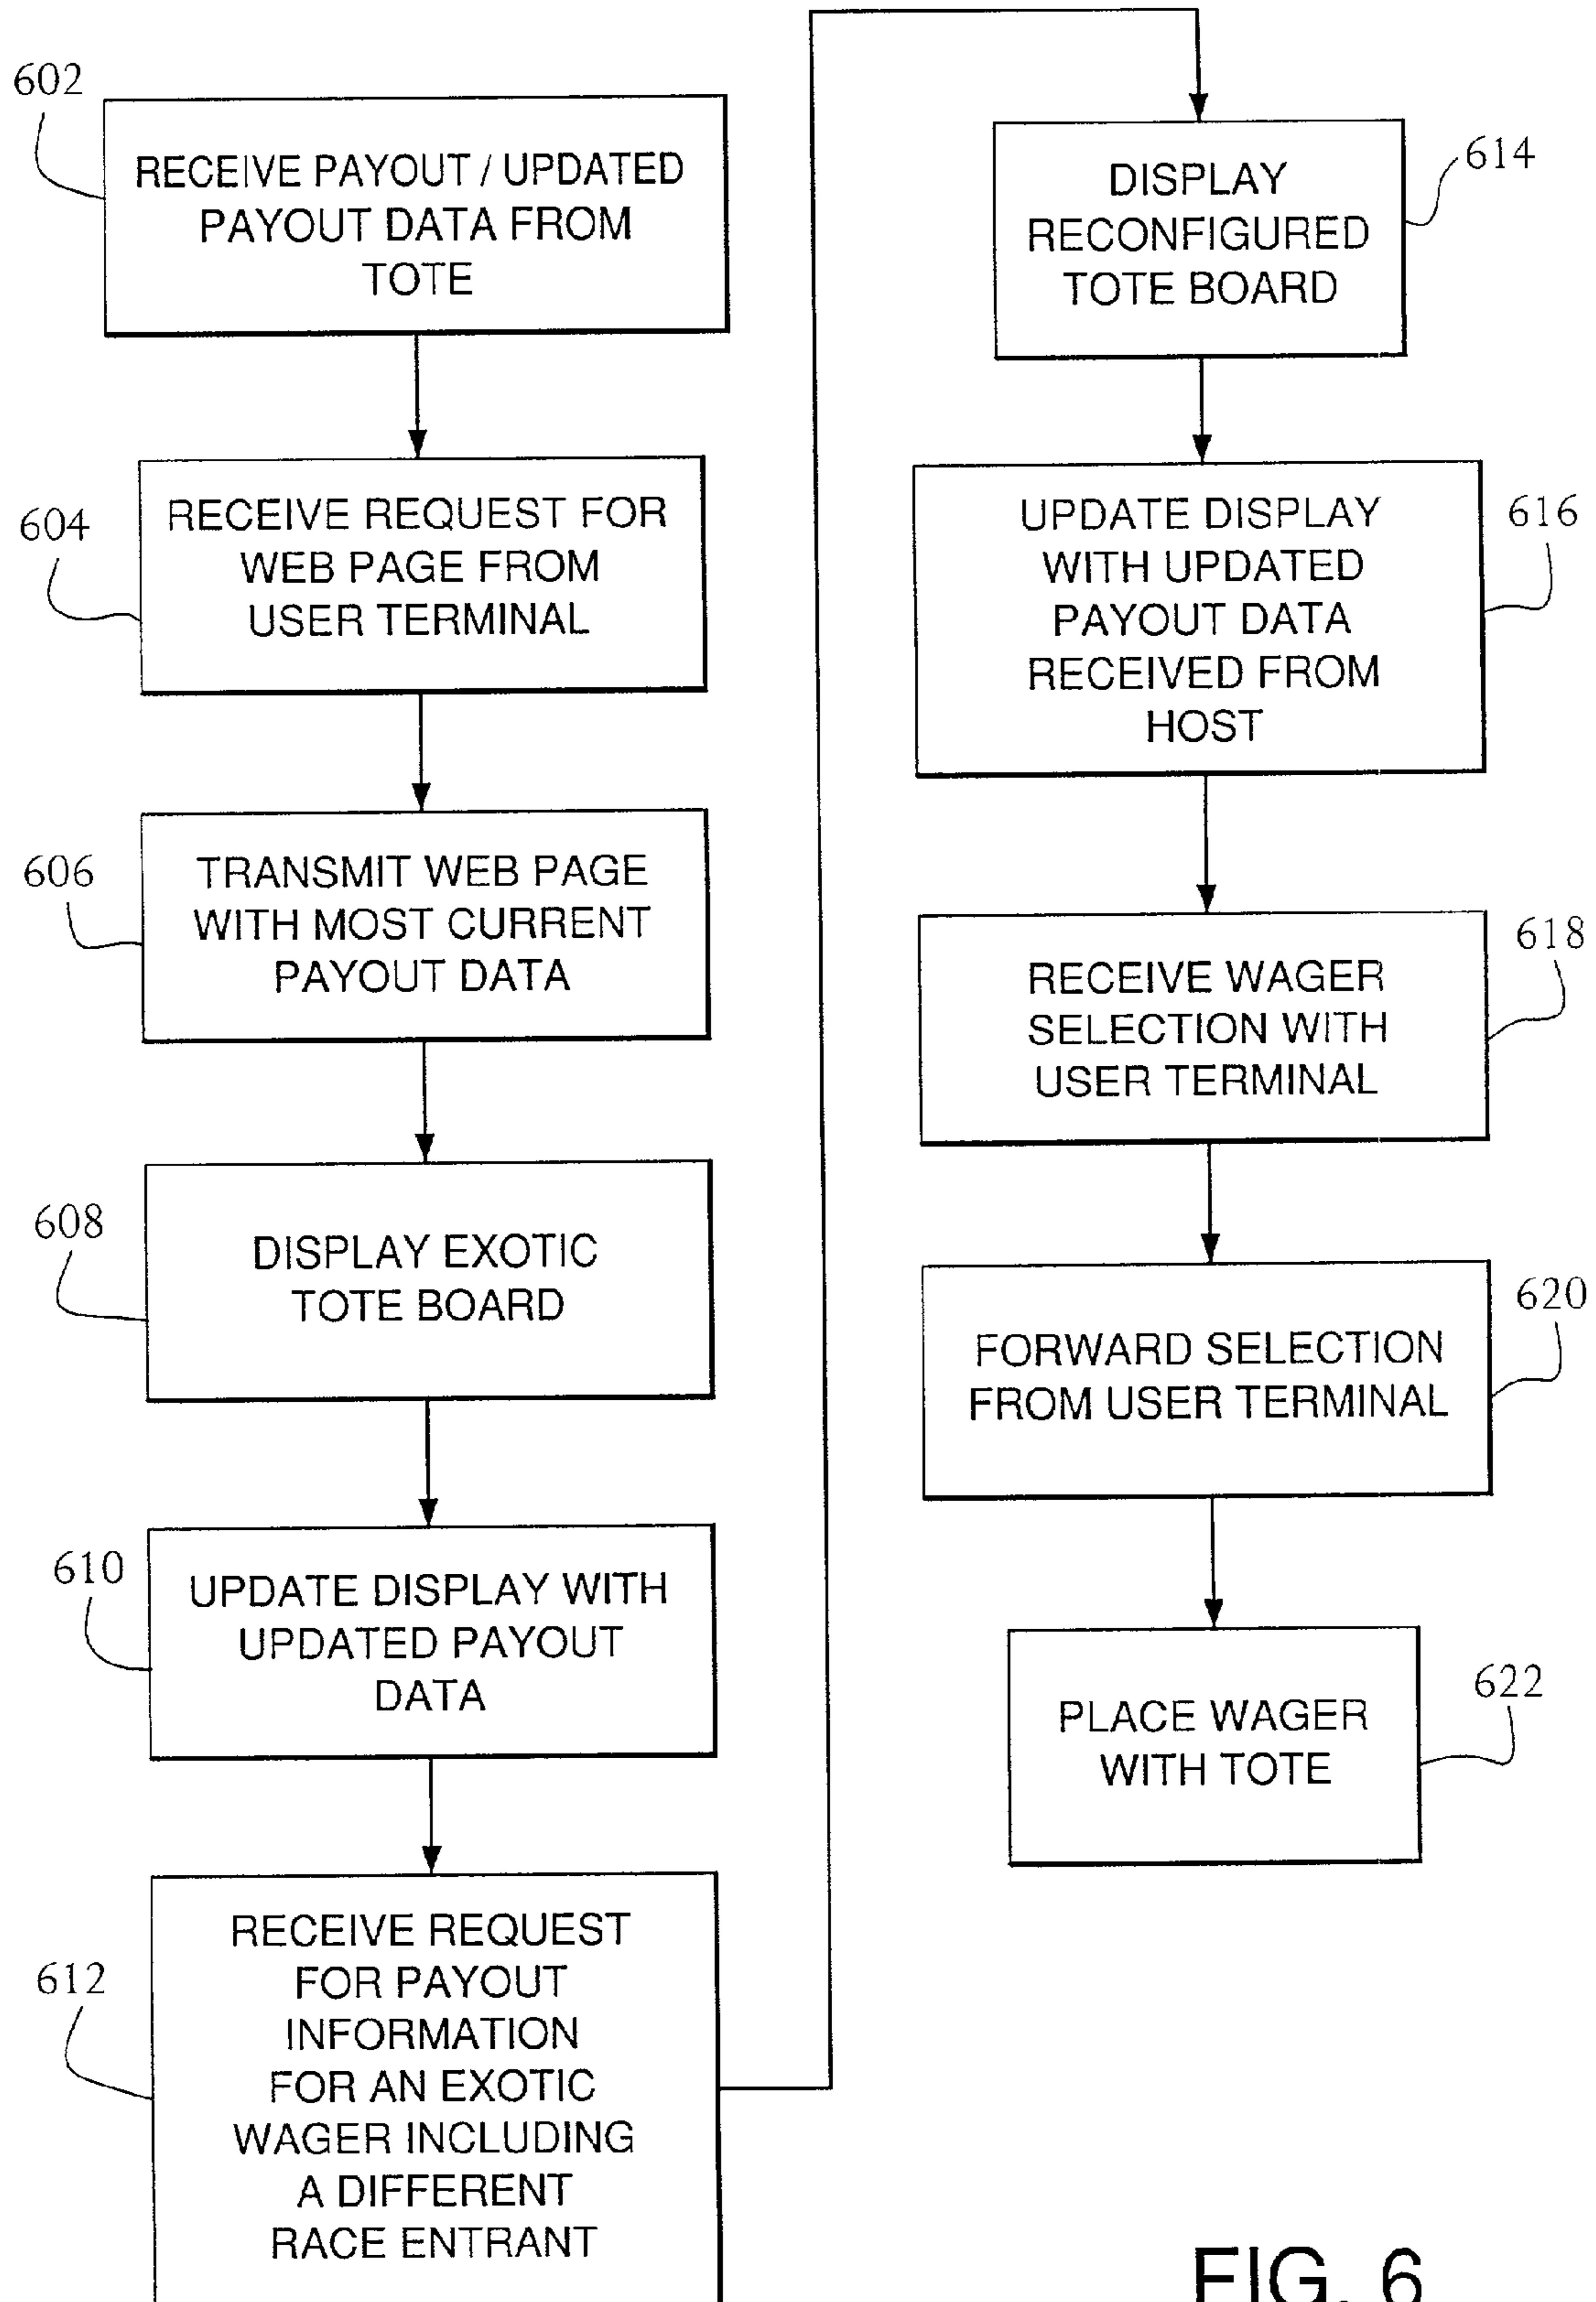 602
RECEIVE PAYOUT / UPDATED
PAYOUT DATA FROM
TOTE
604
RECEIVE REQUEST FOR
WEB PAGE FROM
USER TERMINAL
606
TRANSMIT WEB PAGE
WITH MOST CURRENT
PAYOUT DATA
608
DISPLAY EXOTIC
TOTE BOARD
610
UPDATE DISPLAY WITH
UPDATED PAYOUT
DATA
612
RECEIVE REQUEST
FOR PAYOUT
INFORMATION
FOR AN EXOTIC
WAGER INCLUDING
A DIFFERENT
RACE ENTRANT
614
DISPLAY
RECONFIGURED
TOTE BOARD
616
UPDATE DISPLAY
WITH UPDATED
PAYOUT DATA
RECEIVED FROM
HOST
618
RECEIVE WAGER
SELECTION WITH
USER TERMINAL
620
FORWARD SELECTION
FROM USER TERMINAL
622
PLACE WAGER
WITH TOTE
FIG. 6